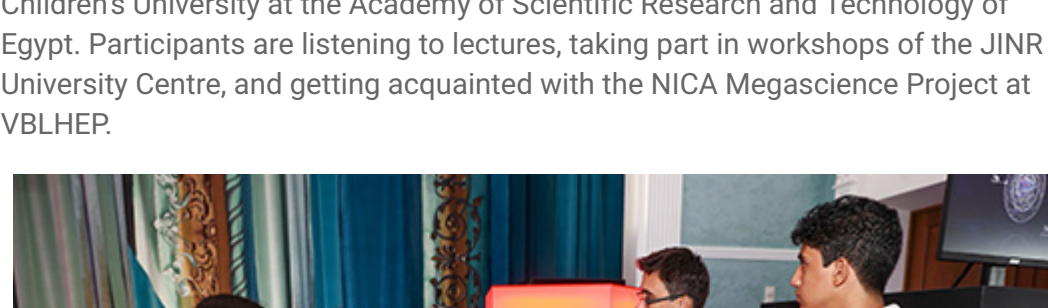 Children's University at the Academy of Scientific Research and Technology of
Egypt. Participants are listening to lectures, taking part in workshops of the JINR
University Centre, and getting acquainted with the NICA Megascience Project at
VBLHEP.